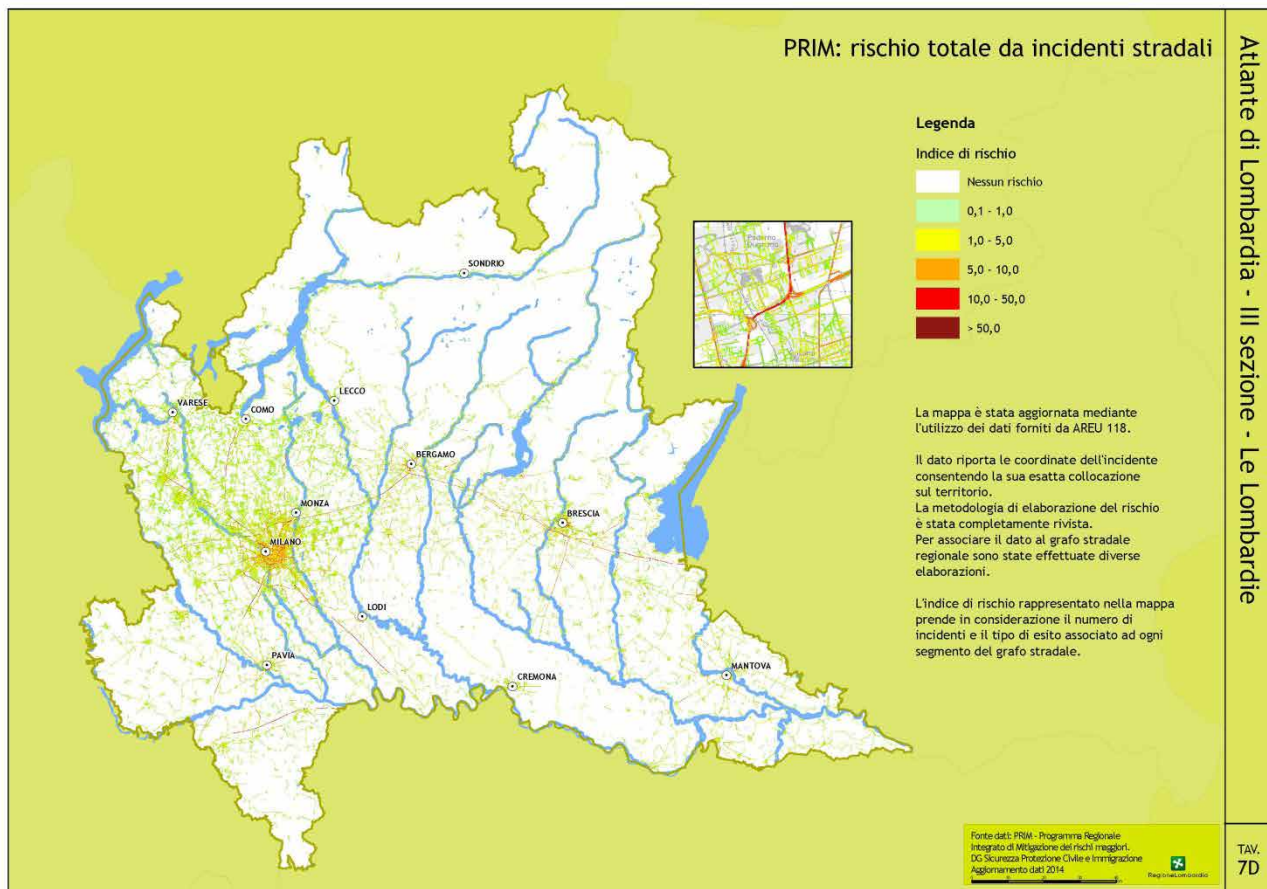 PRIM: rischio totale da incidenti stradali
Atlante di Lombardia - III sezione - Le Lombardie
Legenda
Indice di rischio
Nessun rischio
0,1 - 1,0
1,0 - 5,0
5,0 - 10,0
10,0 - 50,0
> 50,0
Paderno
Dugnano
SONDRIO
VARESE
COMO
LECCO
BERGAMO
MONZA
MILANO
BRESCIA
LODI
PAVIA
CREMONA
MANTOVA
La mappa è stata aggiornata mediante
l'utilizzo dei dati forniti da AREU 118.
Il dato riporta le coordinate dell'incidente
consentendo la sua esatta collocazione
sul territorio.
La metodologia di elaborazione del rischio
è stata completamente rivista.
Per associare il dato al grafo stradale
regionale sono state effettuate diverse
elaborazioni.
L'indice di rischio rappresentato nella mappa
prende in considerazione il numero di
incidenti e il tipo di esito associato ad ogni
segmento del grafo stradale.
Fonte dati: PRIM - Programma Regionale
Integrato di Mitigazione dei rischi maggiori.
DG Sicurezza Protezione Civile e Immigrazione
Aggiornamento dati 2014
RegioneLombardia
TAV.
7D